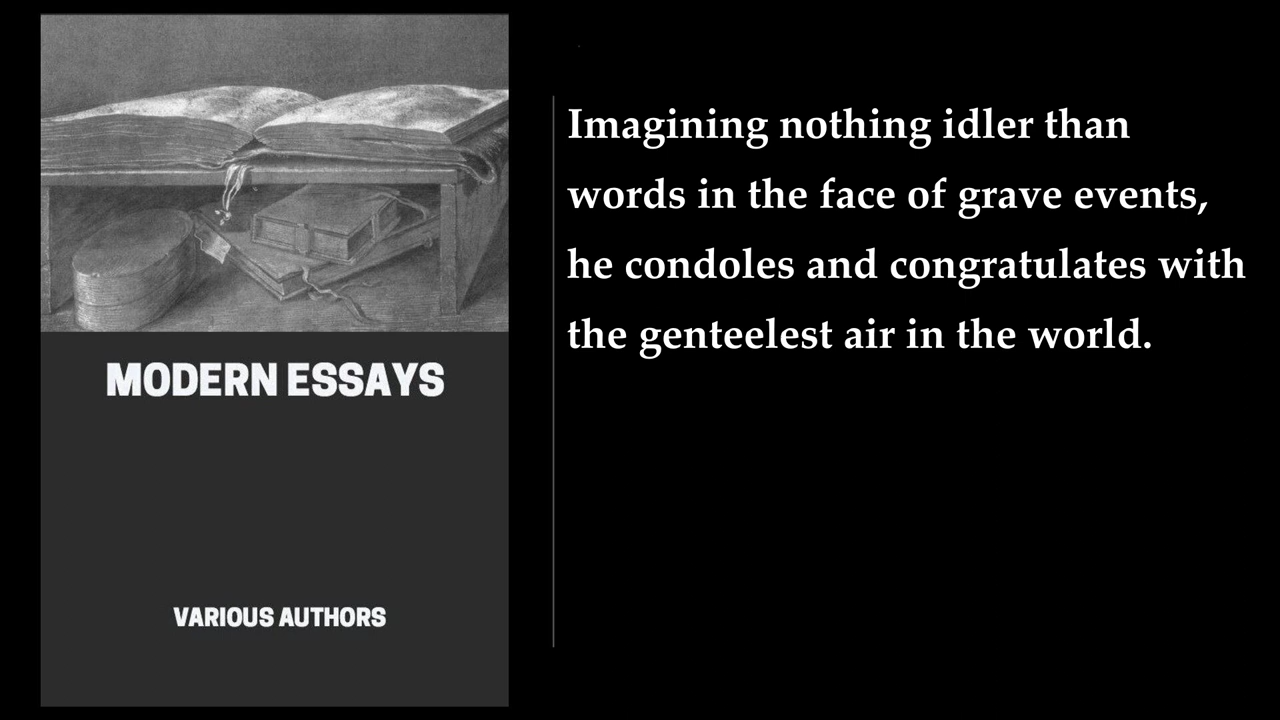 MODERN ESSAYS
VARIOUS AUTHORS
Imagining nothing idler than
words in the face of grave events,
he condoles and congratulates with
the genteelest air in the world.